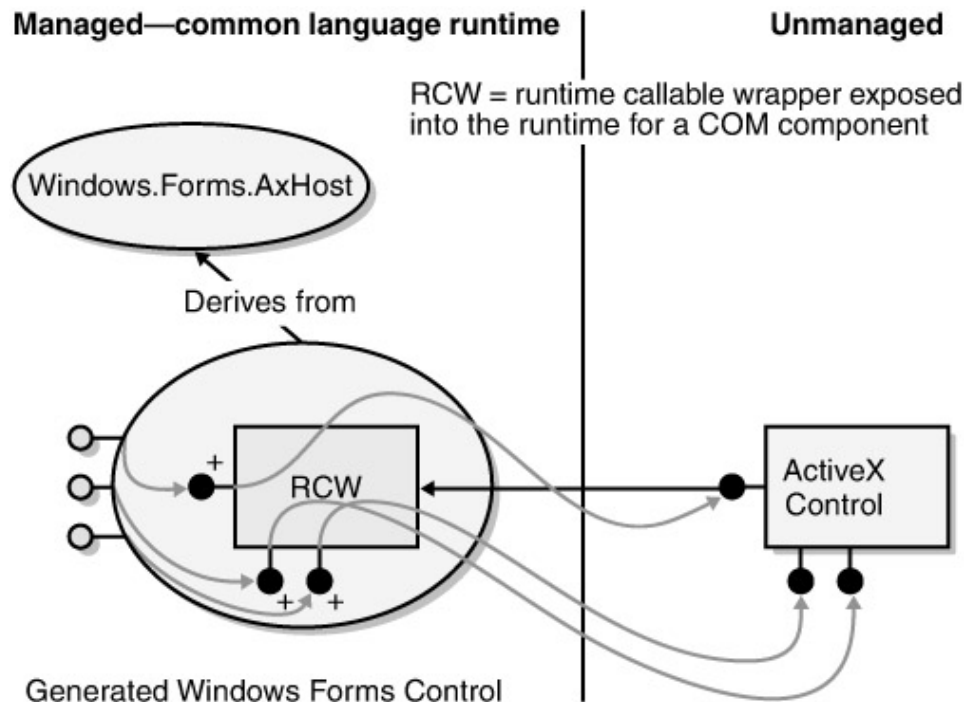 Managed—common language runtime
Unmanaged
RCW = runtime callable wrapper exposed
into the runtime for a COM component
Windows.Forms.AxHost
Derives from
+
RCW
ActiveX
Control
+
+
Generated Windows Forms Control